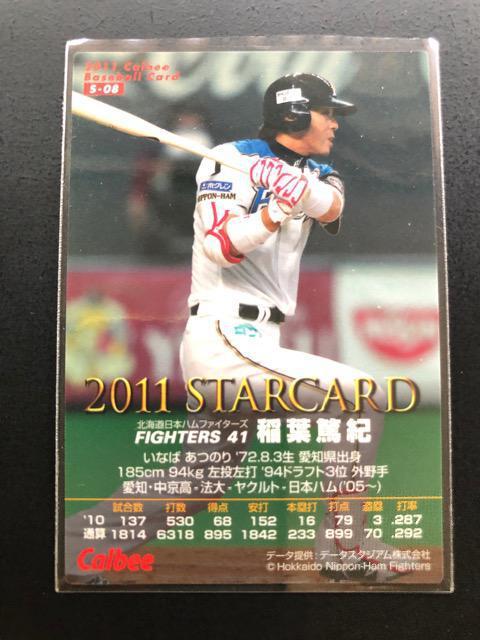 2011 Calbee
Baseball Card
S-08
ホクレン
NIPPON-HAM
2011 STARCARD
北海道日本ハムファイターズ
FIGHTERS 41 稲葉篤紀
いなば あつのり '72.8.3生 愛知県出身
185cm 94kg 左投左打 '94ドラフト3位 外野手
愛知・中京高-法大-ヤクルト-日本ハム('05~)
試合数 打数 得点 安打 本塁打 打点 盗塁 打率
'10 137 530 68 152 16 79 3 .287
通算 1814 6318 895 1842 233 899 70 .292
データ提供：データスタジアム株式会社
Calbee
© Hokkaido Nippon-Ham Fighters